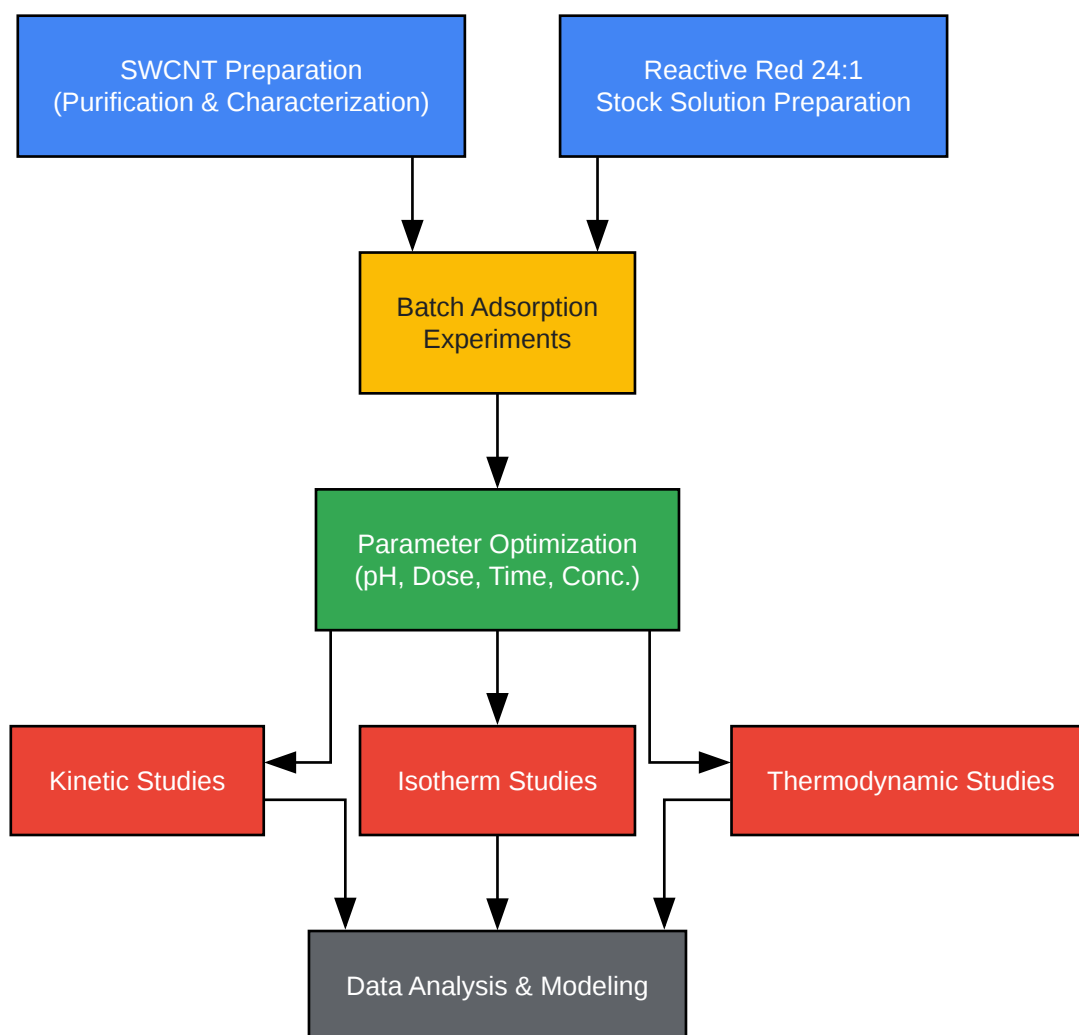 SWCNT Preparation
(Purification & Characterization)
Reactive Red 24:1
Stock Solution Preparation
Batch Adsorption
Experiments
Parameter Optimization
(pH, Dose, Time, Conc.)
Kinetic Studies
Isotherm Studies
Thermodynamic Studies
Data Analysis & Modeling